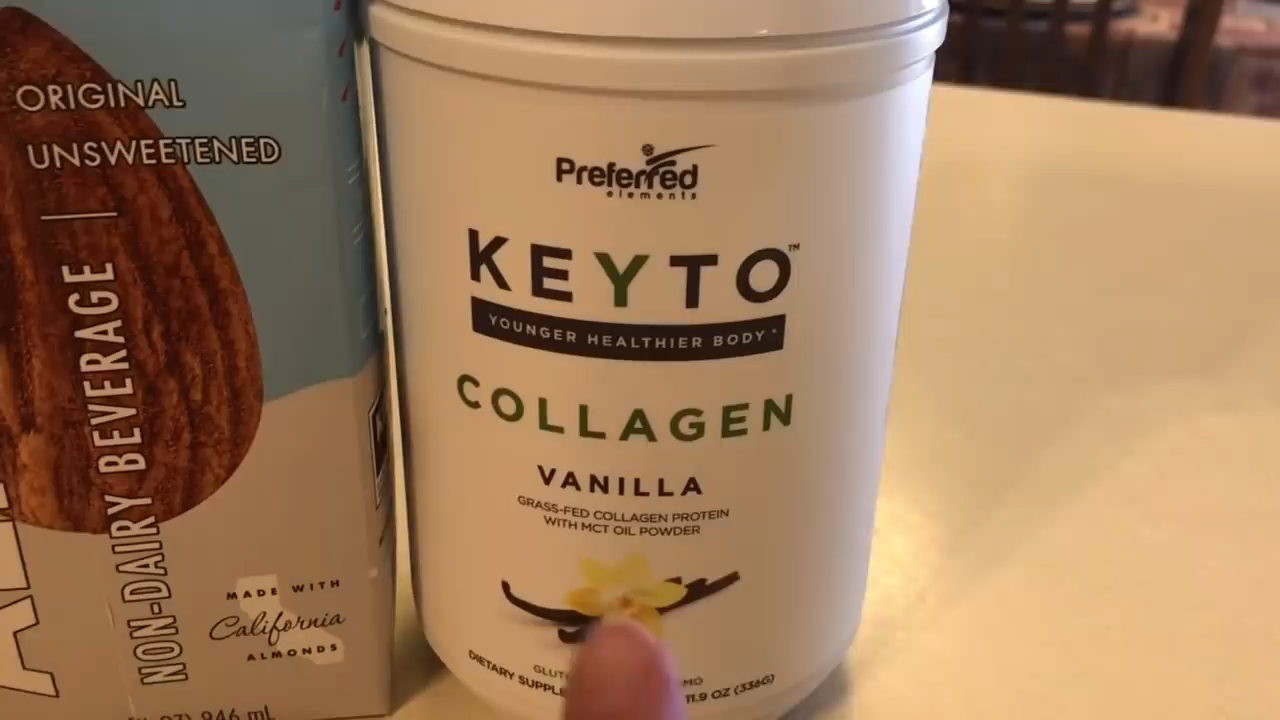 ORIGINAL
UNSWEETENED
NON-DAIRY BEVERAGE
MADE WITH
California
ALMONDS
946 mL
Preferred
elements
KEYTO™
YOUNGER HEALTHIER BODY*
COLLAGEN
VANILLA
GRASS-FED COLLAGEN PROTEIN
WITH MCT OIL POWDER
DIETARY
11.9 OZ (336G)